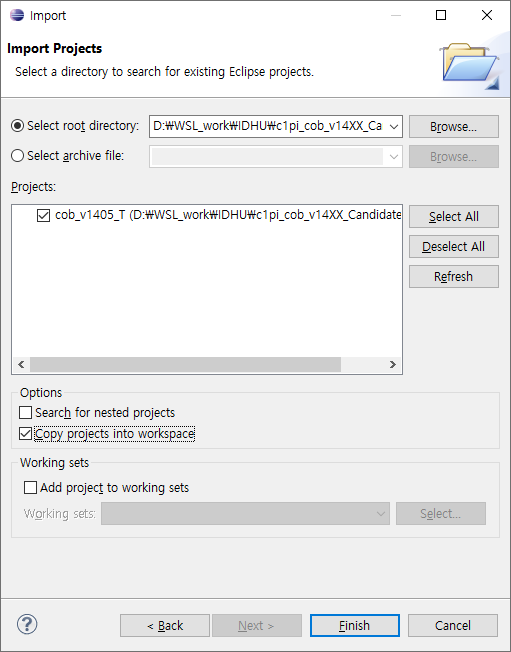 Import
Import Projects
Select a directory to search for existing Eclipse projects.
Select root directory: D:₩WSL_work₩IDHU₩c1pi_cob_v14XX_Ca Browse...
Select archive file: Browse...
Projects:
cob_v1405_T (D:₩WSL_work₩IDHU₩c1pi_cob_v14XX_Candidate
Select All
Deselect All
Refresh
Options
Search for nested projects
Copy projects into workspace
Working sets
Add project to working sets
Working sets: Select...
? < Back Next > Finish Cancel